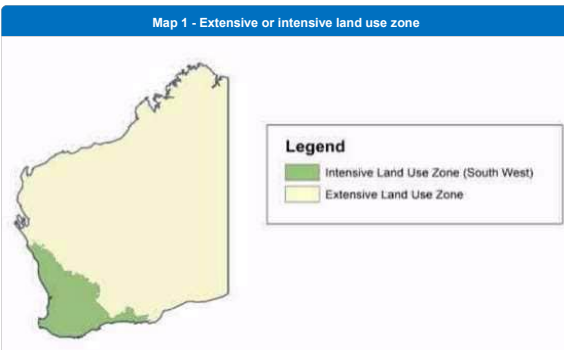 Map 1 - Extensive or intensive land use zone
Legend
Intensive Land Use Zone (South West)
Extensive Land Use Zone